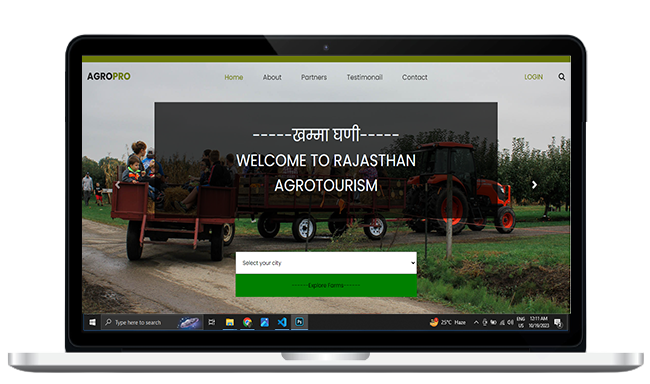 AGROPRO
Home About Partners Testimonail Contact LOGIN
-----खम्मा घणी-----
WELCOME TO RAJASTHAN
AGROTOURISM
Select your city
-------Explore Farms-------
Type here to search
25°C Haze
ENG
US
12:11 AM
10/19/2023